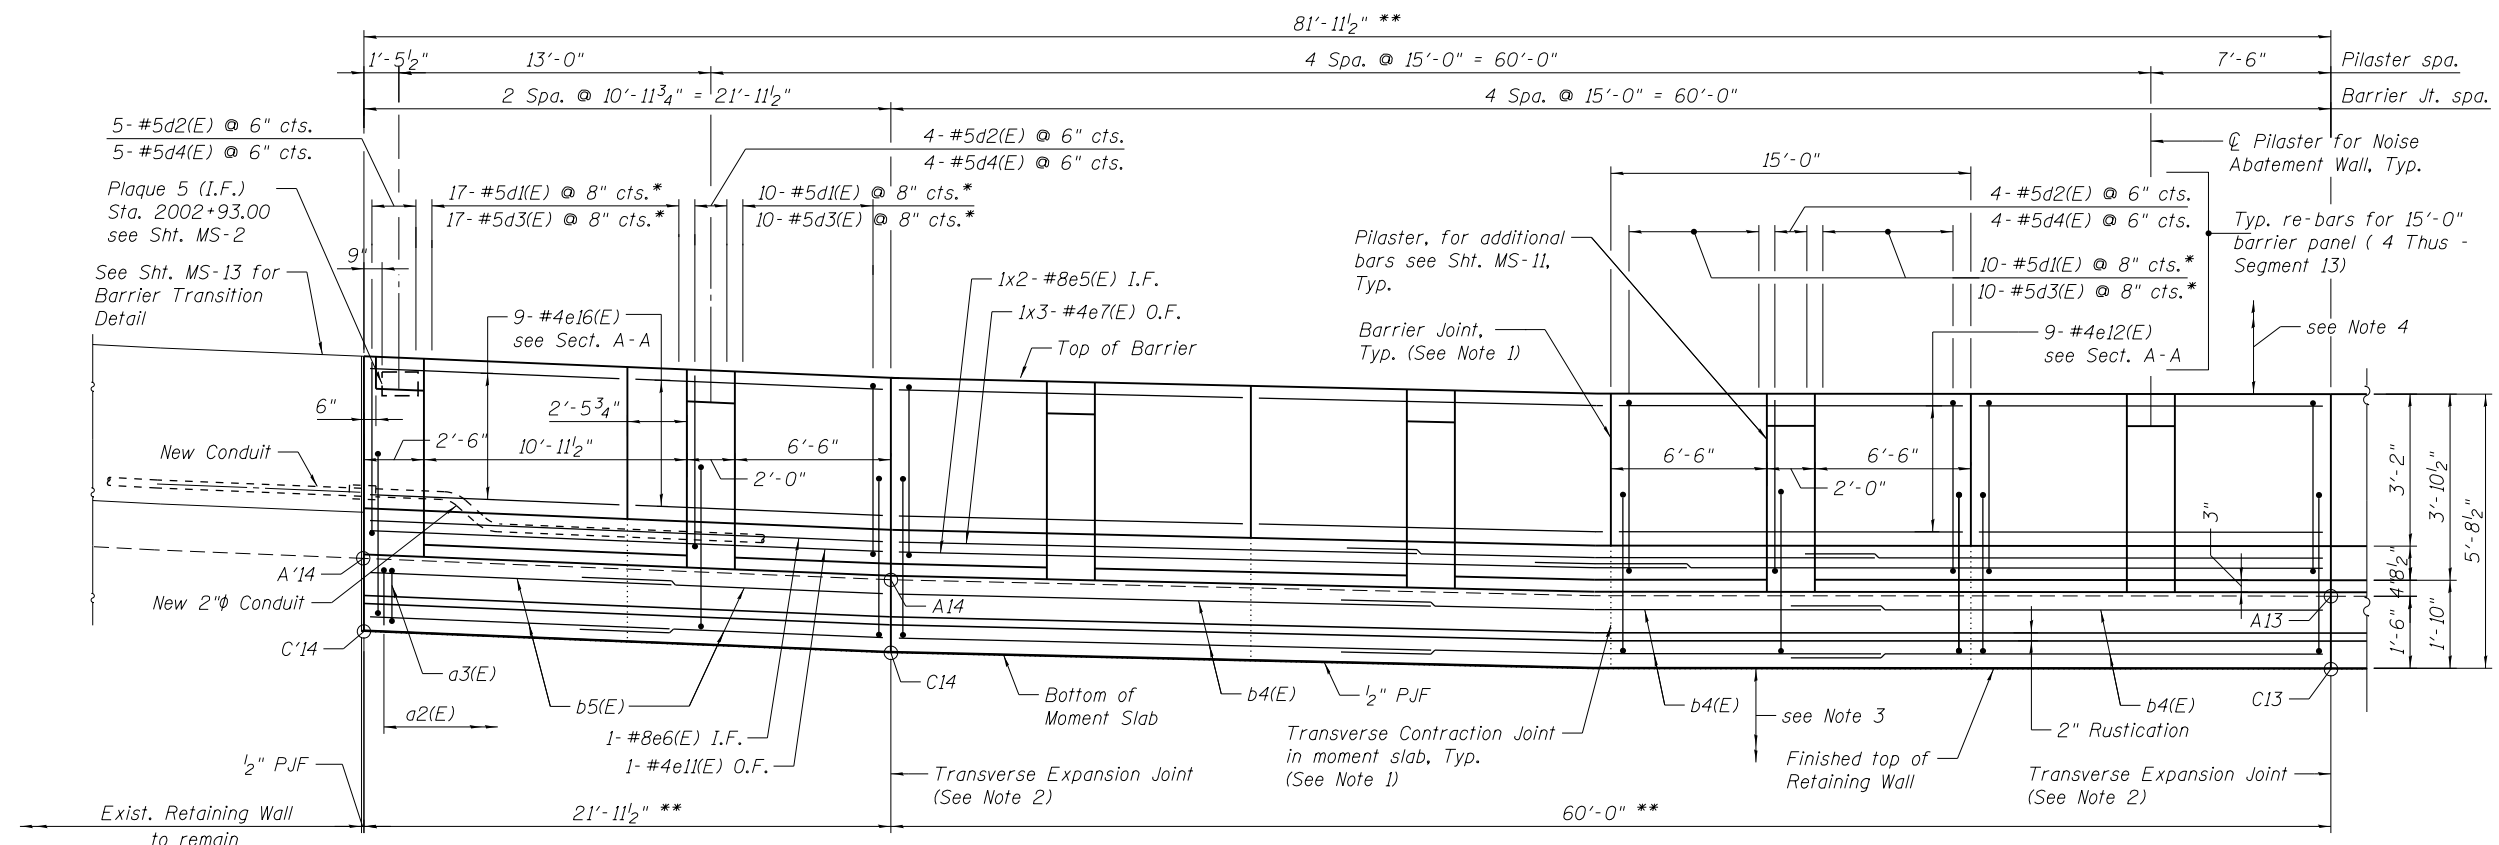 81'-11½" **
1'-5½"
13'-0"
4 Spa. @ 15'-0" = 60'-0"
7'-6"
Pilaster spa.
2 Spa. @ 10'-11¾" = 21'-11½"
4 Spa. @ 15'-0" = 60'-0"
Barrier Jt. spa.
5-#5d2(E) @ 6" cts.
5-#5d4(E) @ 6" cts.
4-#5d2(E) @ 6" cts.
4-#5d4(E) @ 6" cts.
℄ Pilaster for Noise
Abatement Wall, Typ.
15'-0"
Plaque 5 (I.F.)
Sta. 2002+93.00
see Sht. MS-2
17-#5d1(E) @ 8" cts.*
17-#5d3(E) @ 8" cts.*
10-#5d1(E) @ 8" cts.*
10-#5d3(E) @ 8" cts.*
4-#5d2(E) @ 6" cts.
4-#5d4(E) @ 6" cts.
Typ. re-bars for 15'-0"
barrier panel ( 4 Thus -
Segment 13)
Pilaster, for additional
bars see Sht. MS-11,
Typ.
9"
See Sht. MS-13 for
Barrier Transition
Detail
1x2-#8e5(E) I.F.
1x3-#4e7(E) O.F.
10-#5d1(E) @ 8" cts.*
10-#5d3(E) @ 8" cts.*
9-#4e16(E)
see Sect. A-A
Top of Barrier
Barrier Joint,
Typ. (See Note 1)
9-#4e12(E)
see Sect. A-A
see Note 4
6"
2'-5¾"
2'-6"
10'-11½"
6'-6"
2'-0"
6'-6"
6'-6"
2'-0"
New Conduit
3'-2"
3'-10½"
5'-8½"
3"
8½"
4"
1'-6"
1'-10"
A'14
New 2"ϕ Conduit
A14
A13
C'14
a3(E)
C14
C13
a2(E)
b5(E)
Bottom of
Moment Slab
b4(E)
½" PJF
b4(E)
see Note 3
b4(E)
2" Rustication
1-#8e6(E) I.F.
1-#4e11(E) O.F.
Transverse Contraction Joint
in moment slab, Typ.
(See Note 1)
Finished top of
Retaining Wall
½" PJF
Transverse Expansion Joint
(See Note 2)
Transverse Expansion Joint
(See Note 2)
Exist. Retaining Wall
to remain
21'-11½" **
60'-0" **